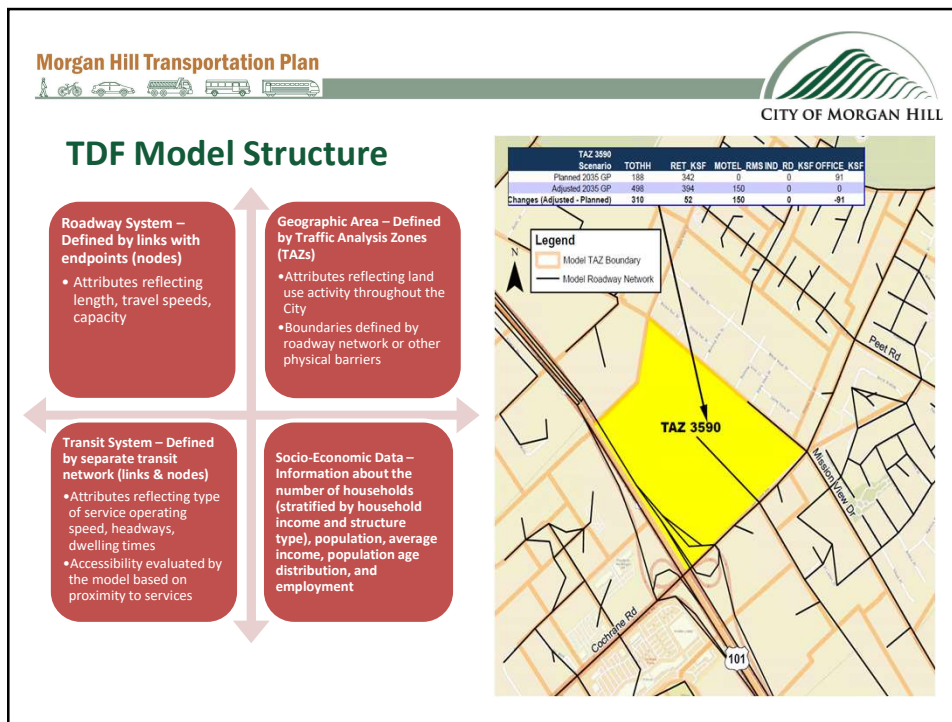 Morgan Hill Transportation Plan
CITY OF MORGAN HILL
TDF Model Structure
Roadway System –
Defined by links with
endpoints (nodes)
• Attributes reflecting
length, travel speeds,
capacity
Geographic Area – Defined
by Traffic Analysis Zones
(TAZs)
•Attributes reflecting land
use activity throughout the
City
•Boundaries defined by
roadway network or other
physical barriers
Transit System – Defined
by separate transit
network (links & nodes)
•Attributes reflecting type
of service operating
speed, headways,
dwelling times
•Accessibility evaluated by
the model based on
proximity to services
Socio-Economic Data –
Information about the
number of households
(stratified by household
income and structure
type), population, average
income, population age
distribution, and
employment
TAZ 3590
Scenario TOTHH RET_KSF MOTEL_RMS IND_RD_KSF OFFICE_KSF
Planned 2035 GP 188 342 0 0 91
Adjusted 2035 GP 498 394 150 0 0
Changes (Adjusted - Planned) 310 52 150 0 -91
Legend
N
Model TAZ Boundary
Model Roadway Network
Peet Rd
TAZ 3590
Mission View Dr
Cochrane Rd
101